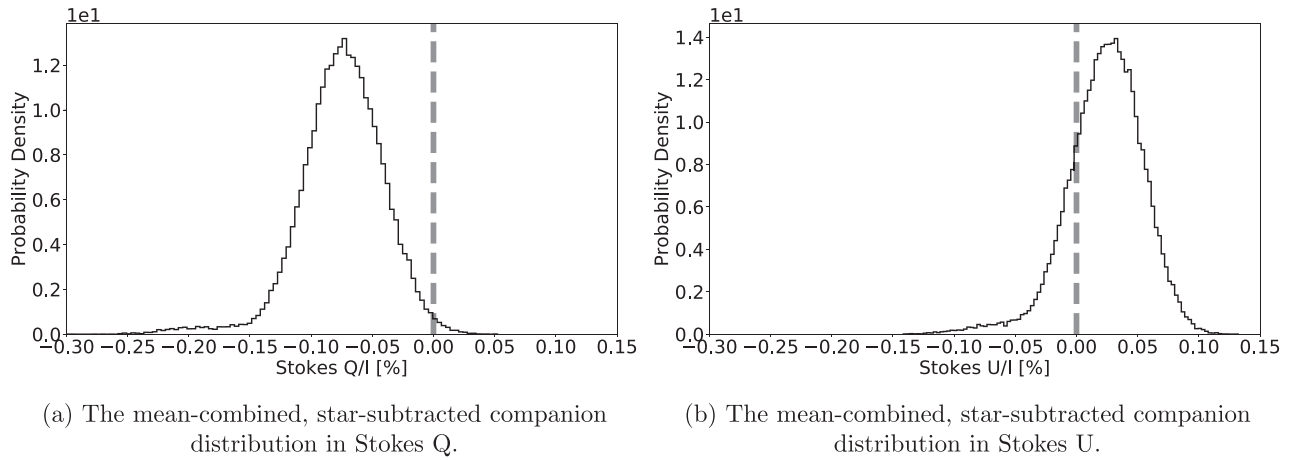 1e1
1.2
1.0
0.8
0.6
0.4
0.2
0.0
Probability Density
−0.30 −0.25 −0.20 −0.15 −0.10 −0.05 0.00 0.05 0.10 0.15
Stokes Q/I [%]
(a) The mean-combined, star-subtracted companion
distribution in Stokes Q.
1e1
1.4
1.2
1.0
0.8
0.6
0.4
0.2
0.0
Probability Density
−0.30 −0.25 −0.20 −0.15 −0.10 −0.05 0.00 0.05 0.10 0.15
Stokes U/I [%]
(b) The mean-combined, star-subtracted companion
distribution in Stokes U.